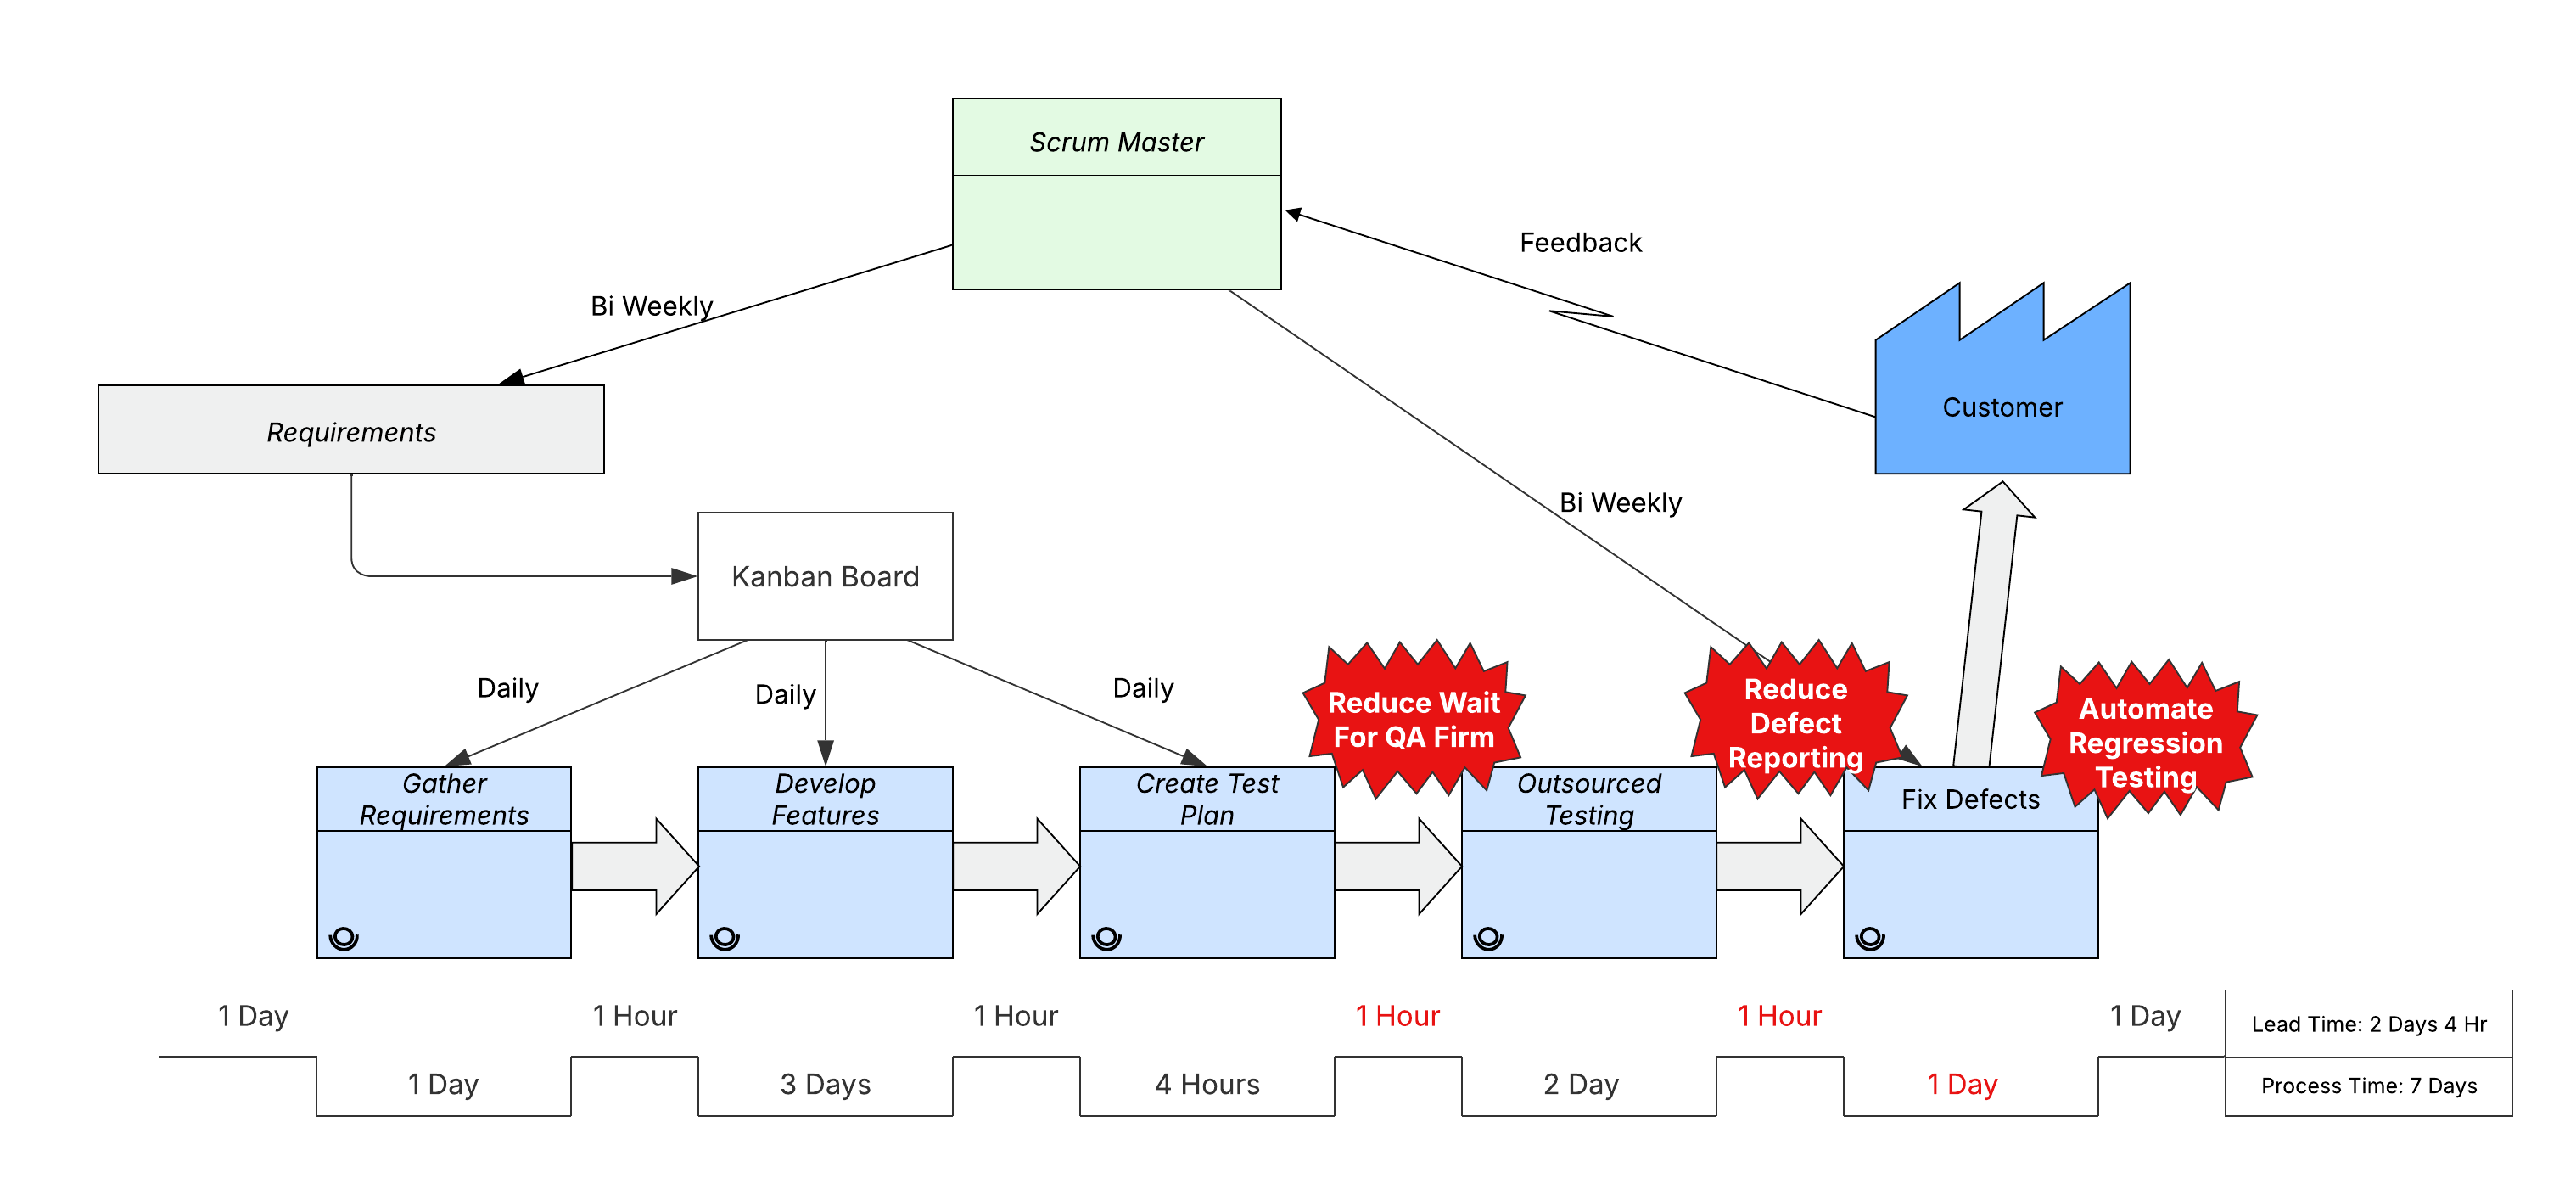 Scrum Master
Feedback
Bi Weekly
Customer
Requirements
Bi Weekly
Kanban Board
Daily
Daily
Daily
Reduce Wait
For QA Firm
Reduce
Defect
Reporting
Automate
Regression
Testing
Gather
Requirements
Develop
Features
Create Test
Plan
Outsourced
Testing
Fix Defects
1 Day
1 Hour
1 Hour
1 Hour
1 Hour
1 Day
Lead Time: 2 Days 4 Hr
1 Day
3 Days
4 Hours
2 Day
1 Day
Process Time: 7 Days